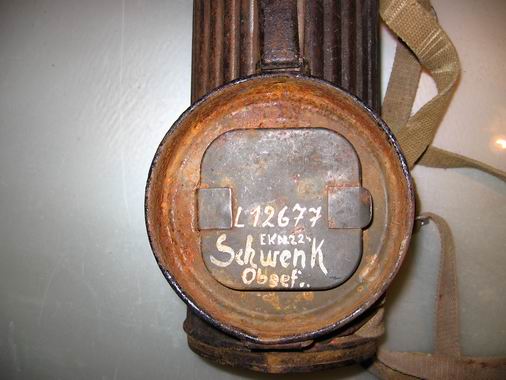 L12677
EKN22
Schwenk
Obgef.